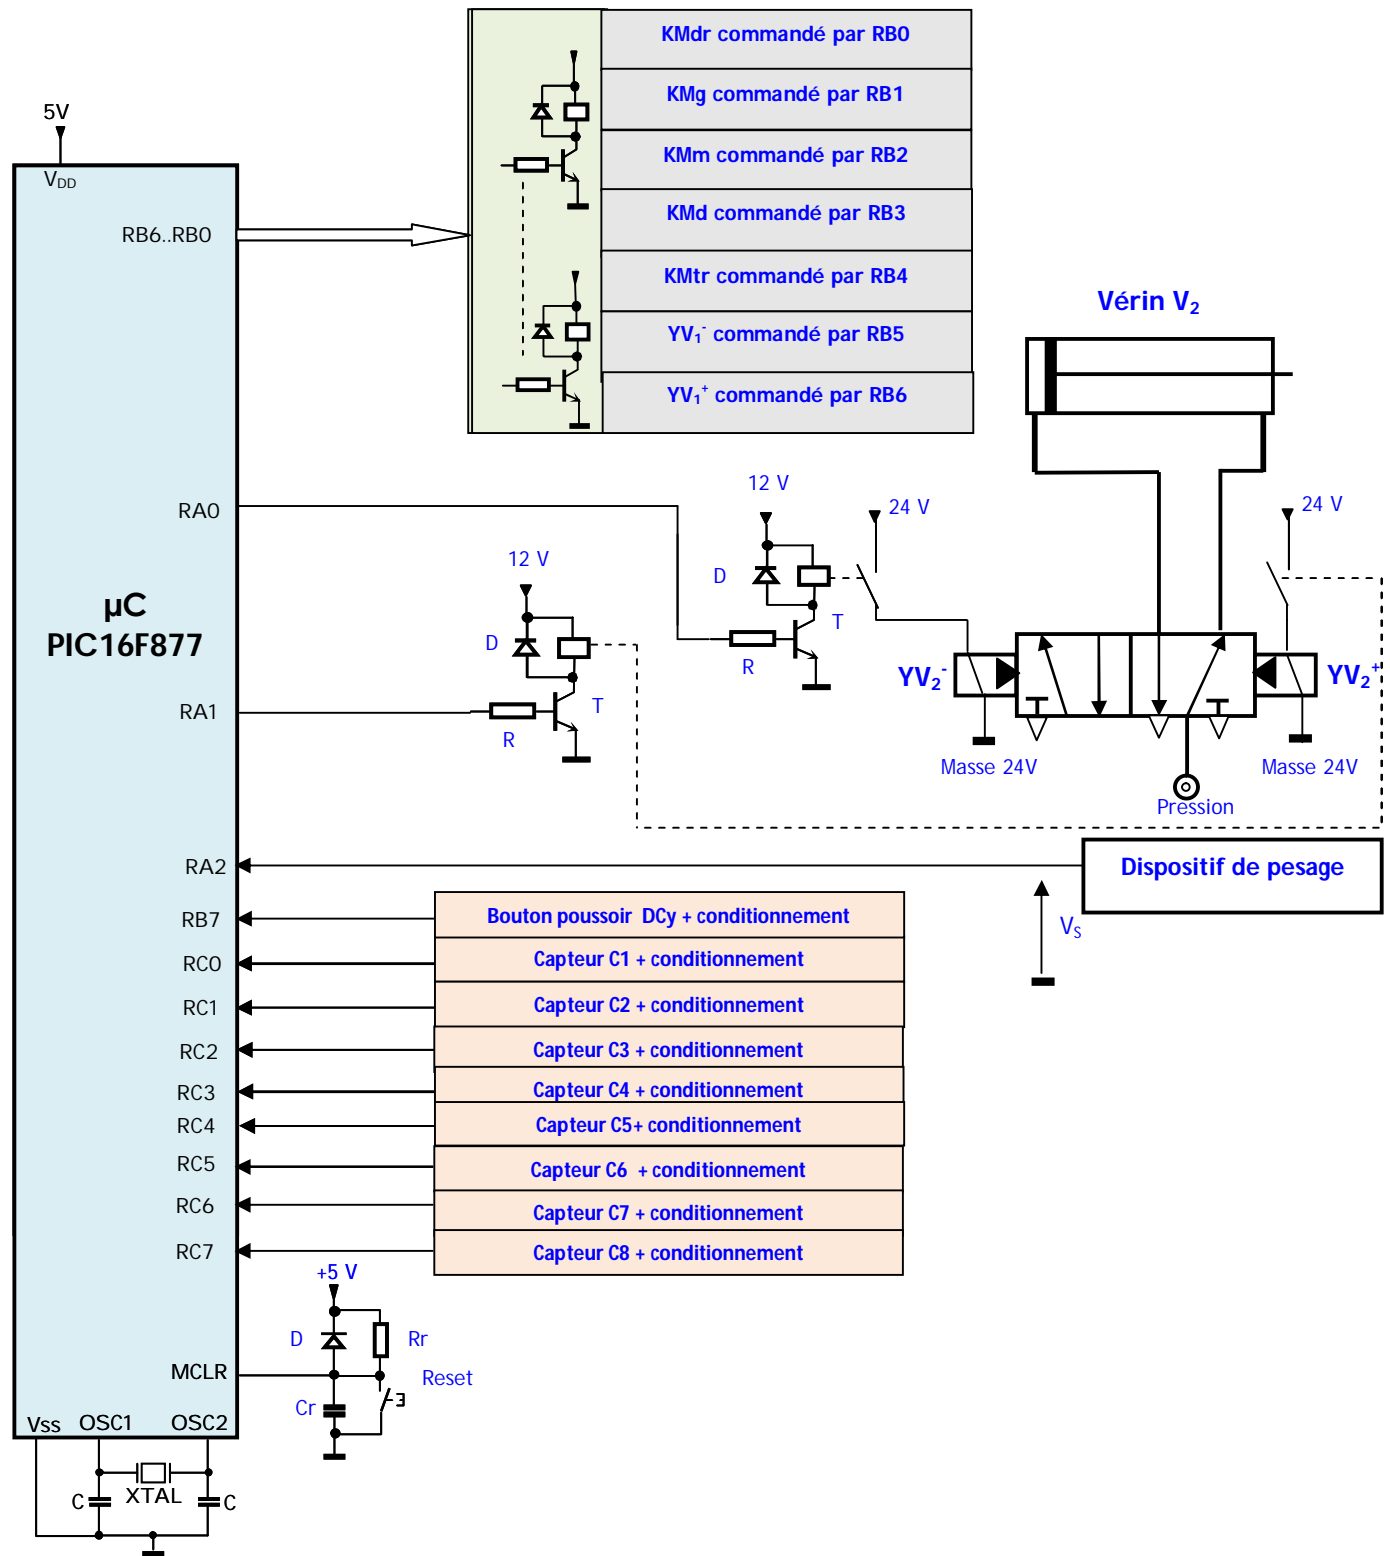 KMdr commandé par RB0
KMg commandé par RB1
KMm commandé par RB2
KMd commandé par RB3
KMtr commandé par RB4
YV₁⁻ commandé par RB5
YV₁⁺ commandé par RB6
5V
V_DD
RB6..RB0
Vérin V₂
RA0
12 V
24 V
24 V
D
T
R
12 V
D
T
R
µC
PIC16F877
RA1
YV₂⁻
YV₂⁺
Masse 24V
Masse 24V
Pression
RA2
Dispositif de pesage
V_S
RB7
Bouton poussoir DCy + conditionnement
RC0
Capteur C1 + conditionnement
RC1
Capteur C2 + conditionnement
RC2
Capteur C3 + conditionnement
RC3
Capteur C4 + conditionnement
RC4
Capteur C5+ conditionnement
RC5
Capteur C6 + conditionnement
RC6
Capteur C7 + conditionnement
RC7
Capteur C8 + conditionnement
+5 V
D
Rr
MCLR
Reset
Cr
Vss
OSC1
OSC2
C
XTAL
C